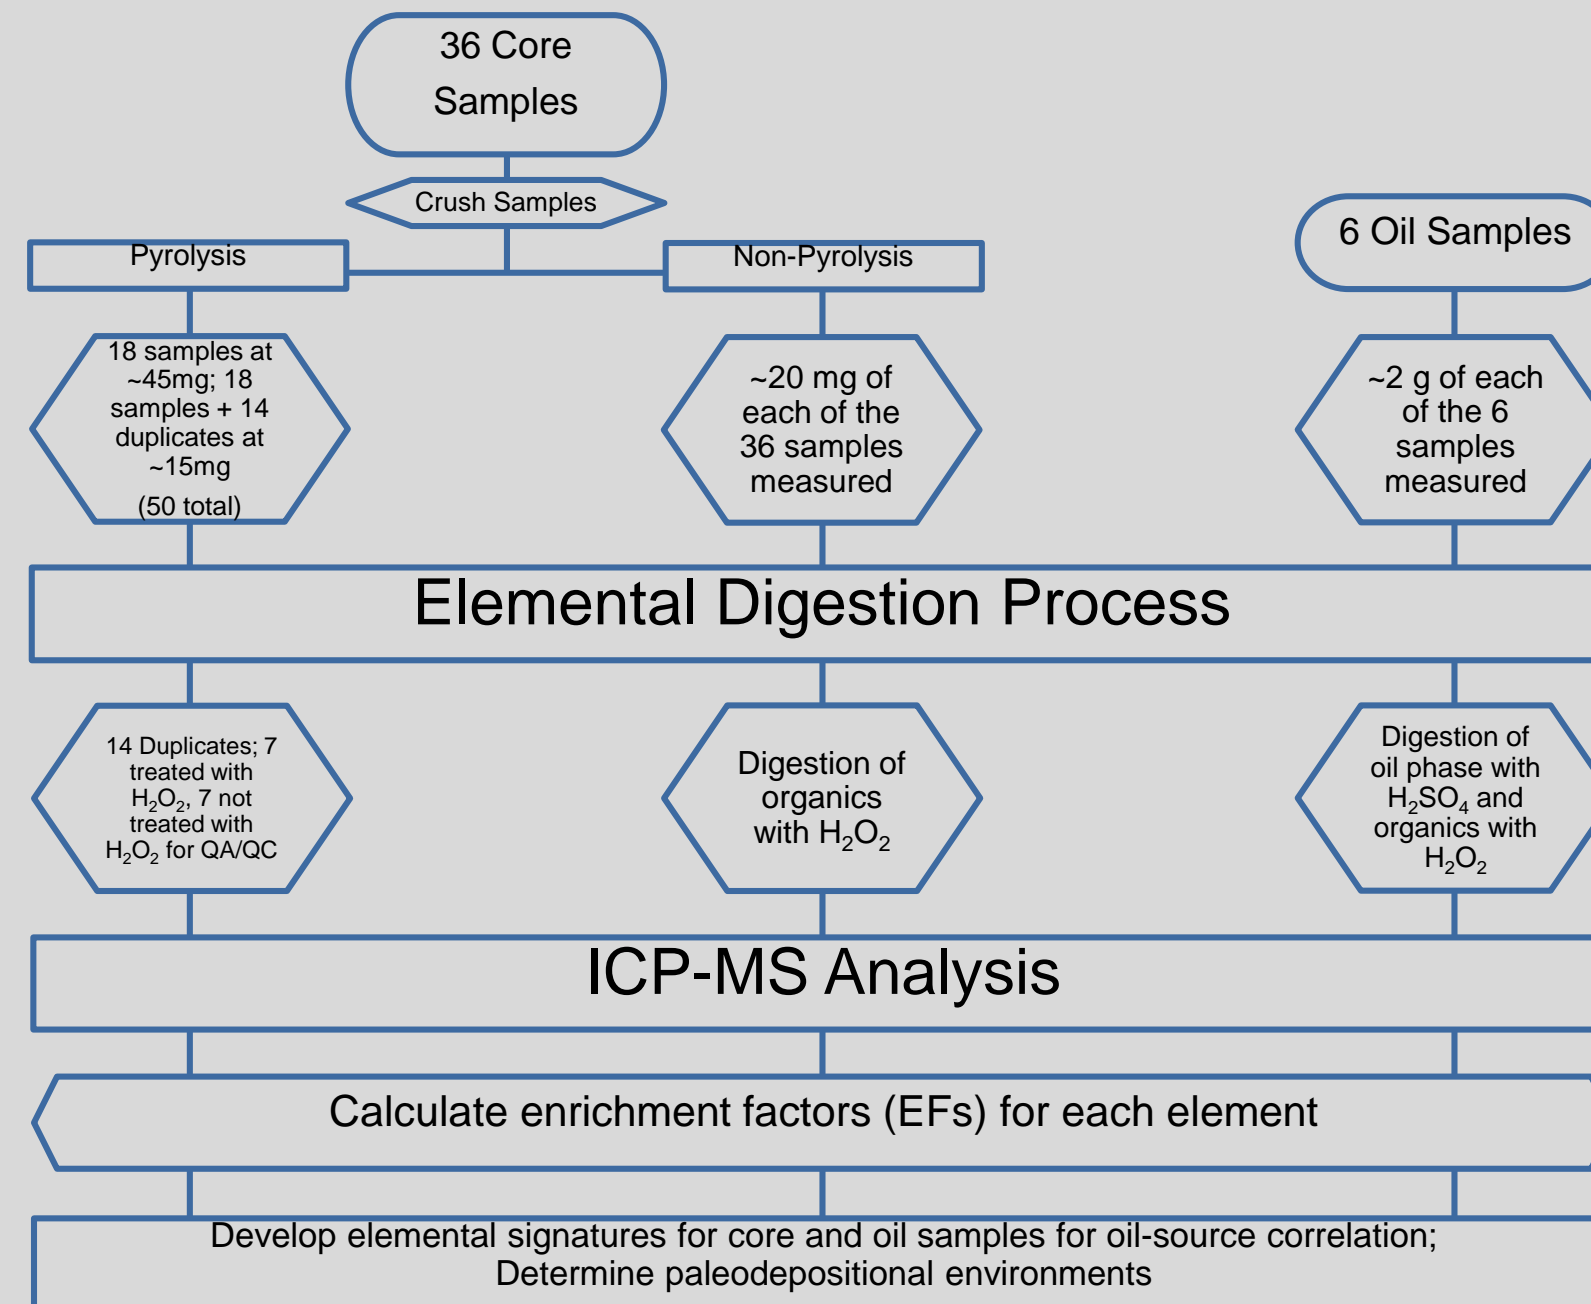 36 Core
Samples
Crush Samples
Pyrolysis
Non-Pyrolysis
6 Oil Samples
18 samples at
~45mg; 18
samples + 14
duplicates at
~15mg
(50 total)
~20 mg of
each of the
36 samples
measured
~2 g of each
of the 6
samples
measured
Elemental Digestion Process
14 Duplicates; 7
treated with
H₂O₂, 7 not
treated with
H₂O₂ for QA/QC
Digestion of
organics
with H₂O₂
Digestion of
oil phase with
H₂SO₄ and
organics with
H₂O₂
ICP-MS Analysis
Calculate enrichment factors (EFs) for each element
Develop elemental signatures for core and oil samples for oil-source correlation;
Determine paleodepositional environments